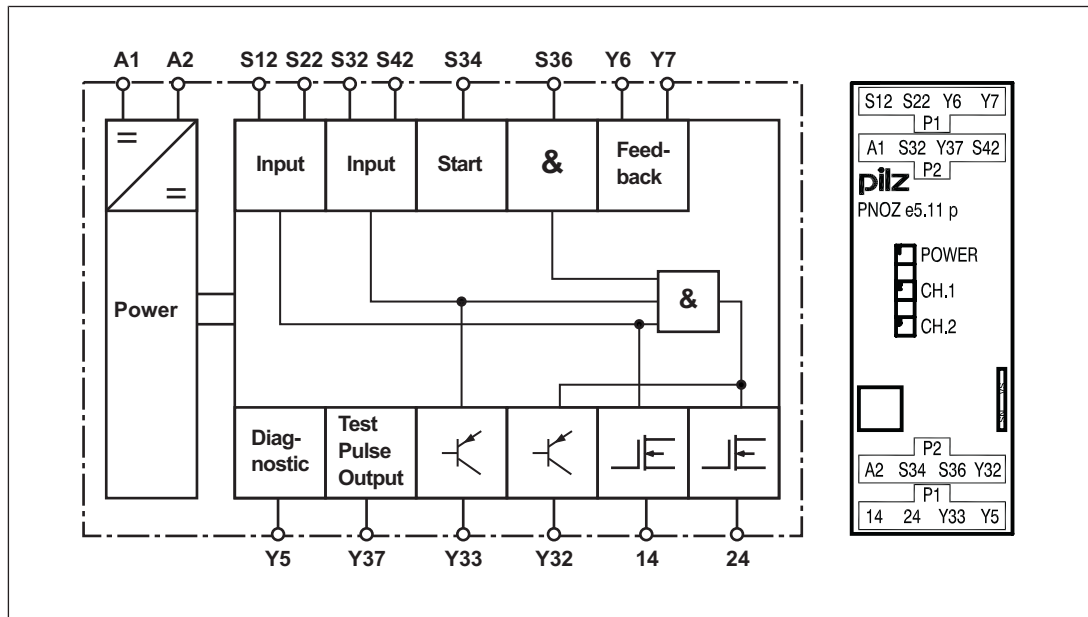 A1 A2 S12 S22 S32 S42 S34 S36 Y6 Y7
Input Input Start & Feed-
back
Power
&
Diag-
nostic
Test
Pulse
Output
Y5 Y37 Y33 Y32 14 24
S12 S22 Y6 Y7
P1
A1 S32 Y37 S42
P2
pilz
PNOZ e5.11 p
POWER
CH.1
CH.2
P2
A2 S34 S36 Y32
P1
14 24 Y33 Y5